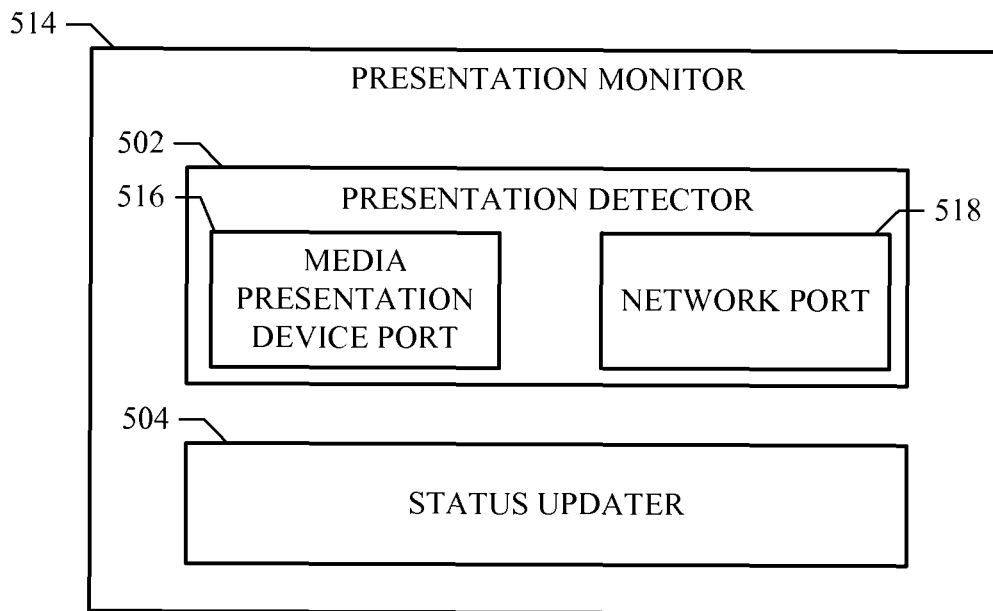 514
PRESENTATION MONITOR
502
PRESENTATION DETECTOR
516
518
MEDIA
PRESENTATION
DEVICE PORT
NETWORK PORT
504
STATUS UPDATER